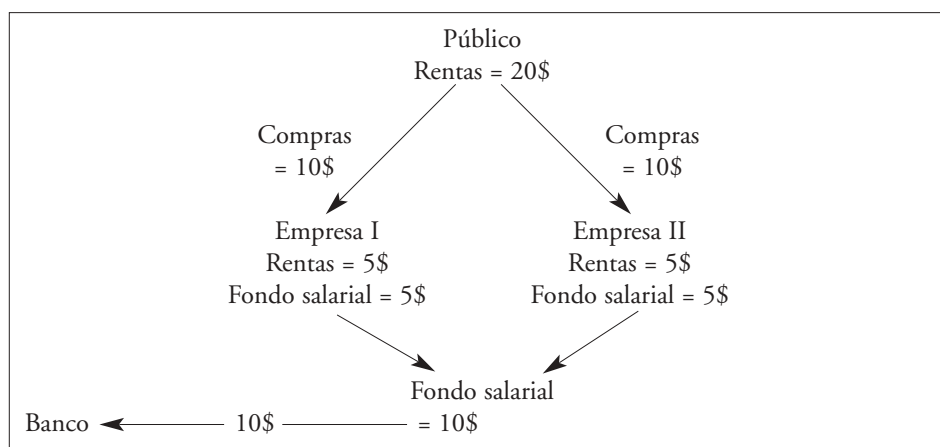 Público
Rentas = 20$
Compras
= 10$
Compras
= 10$
Empresa I
Rentas = 5$
Fondo salarial = 5$
Empresa II
Rentas = 5$
Fondo salarial = 5$
Fondo salarial
Banco 10$ = 10$